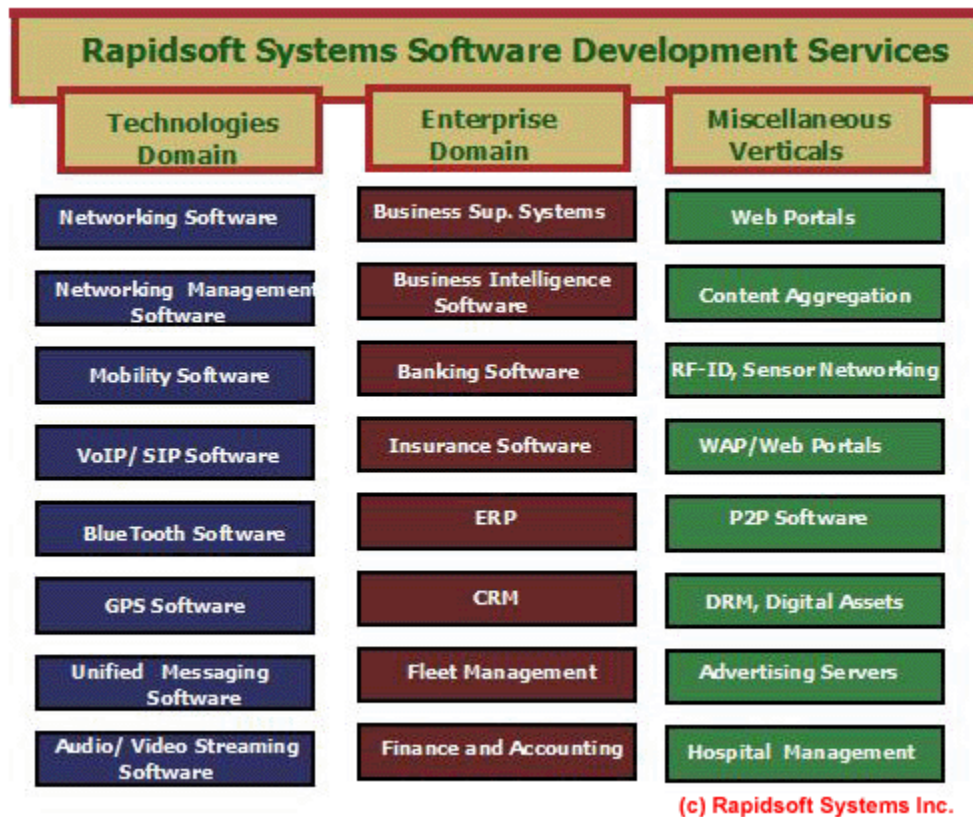 Rapidsoft Systems Software Development Services
Technologies
Domain
Networking Software
Networking Management
Software
Mobility Software
VoIP/ SIP Software
BlueTooth Software
GPS Software
Unified Messaging
Software
Audio/ Video Streaming
Software
Enterprise
Domain
Business Sup. Systems
Business Intelligence
Software
Banking Software
Insurance Software
ERP
CRM
Fleet Management
Finance and Accounting
Miscellaneous
Verticals
Web Portals
Content Aggregation
RF-ID, Sensor Networking
WAP/Web Portals
P2P Software
DRM, Digital Assets
Advertising Servers
Hospital Management
(c) Rapidsoft Systems Inc.